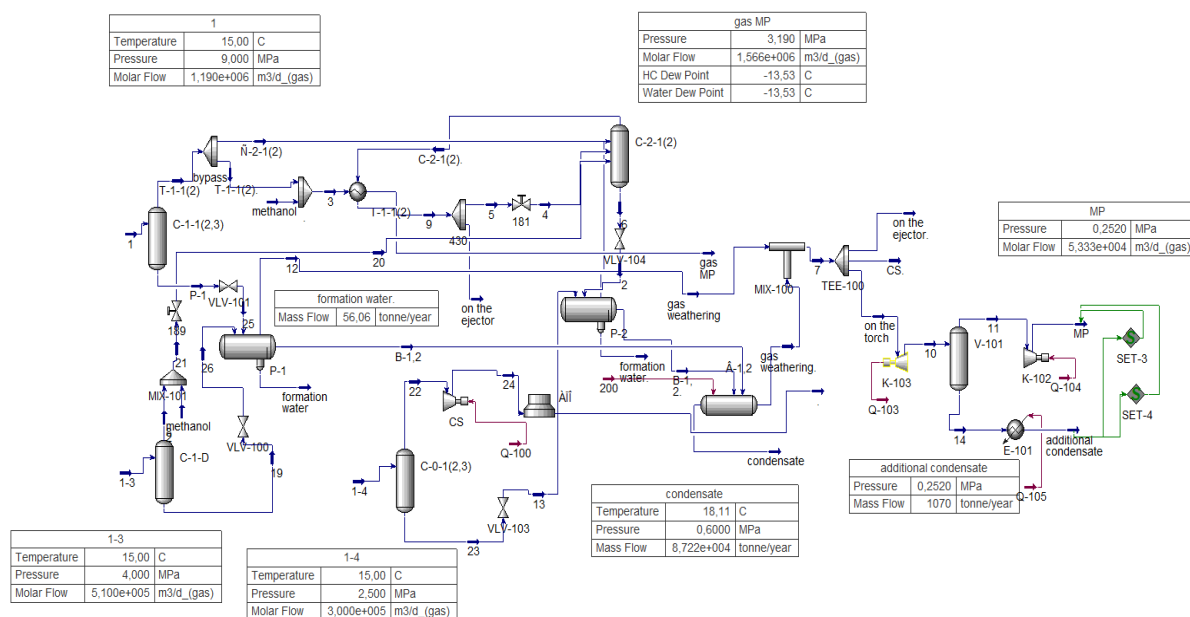 1
Temperature 15,00 C
Pressure 9,000 MPa
Molar Flow 1,190e+006 m3/d_(gas)
gas MP
Pressure 3,190 MPa
Molar Flow 1,566e+006 m3/d_(gas)
HC Dew Point -13,53 C
Water Dew Point -13,53 C
C-2-1(2)
Ñ-2-1(2)
C-2-1(2).
bypass
T-1-1(2)
T-1-1(2).
methanol
3
T-1-1(2)
9
5
181
4
430
6
C-1-1(2,3)
1
MP
Pressure 0,2520 MPa
Molar Flow 5,333e+004 m3/d_(gas)
on the
ejector.
7
CS.
TEE-100
MIX-100
gas
MP
VLV-104
2
20
12
P-1
VLV-101
25
formation water.
Mass Flow 56,06 tonne/year
on the
ejector
gas
weathering
on the
torch
189
21
26
P-1
B-1,2
P-2
formation
water.
B-1,
2.
Â-1,2
gas
weathering.
K-103
Q-103
10
V-101
11
K-102
Q-104
MP
SET-3
SET-4
MIX-101
methanol
formation
water
VLV-100
19
22
24
ÀÏÎ
CS
Q-100
200
14
E-101
additional
condensate
Q-105
1-3
C-1-D
1-4
C-0-1(2,3)
13
VLV-103
23
condensate
additional condensate
Pressure 0,2520 MPa
Mass Flow 1070 tonne/year
condensate
Temperature 18,11 C
Pressure 0,6000 MPa
Mass Flow 8,722e+004 tonne/year
1-3
Temperature 15,00 C
Pressure 4,000 MPa
Molar Flow 5,100e+005 m3/d_(gas)
1-4
Temperature 15,00 C
Pressure 2,500 MPa
Molar Flow 3,000e+005 m3/d_(gas)